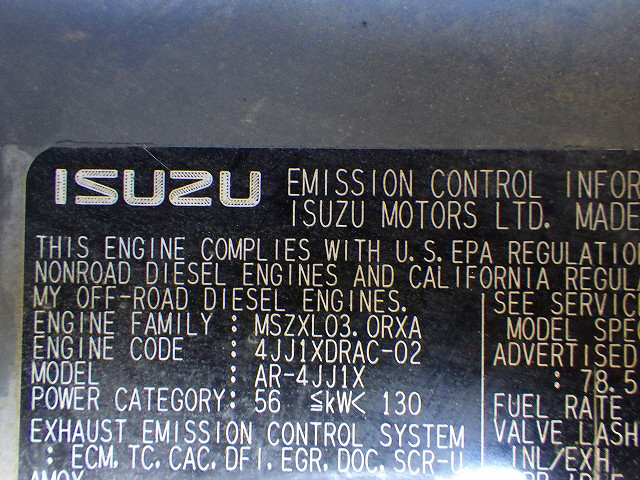 ISUZU EMISSION CONTROL INFOR
ISUZU MOTORS LTD. MADE
THIS ENGINE COMPLIES WITH U.S. EPA REGULATIO
NONROAD DIESEL ENGINES AND CALIFORNIA REGULA
MY OFF-ROAD DIESEL ENGINES.
ENGINE FAMILY : MSZXL03.0RXA
ENGINE CODE : 4JJ1XDRAC-02
MODEL : AR-4JJ1X
POWER CATEGORY: 56 ≦kW< 130
EXHAUST EMISSION CONTROL SYSTEM
: ECM, TC, CAC, DFI, EGR, DOC, SCR-U
SEE SERVIC
MODEL SPE
ADVERTISED
: 78.5
FUEL RATE
VALVE LASH
INL/EXH